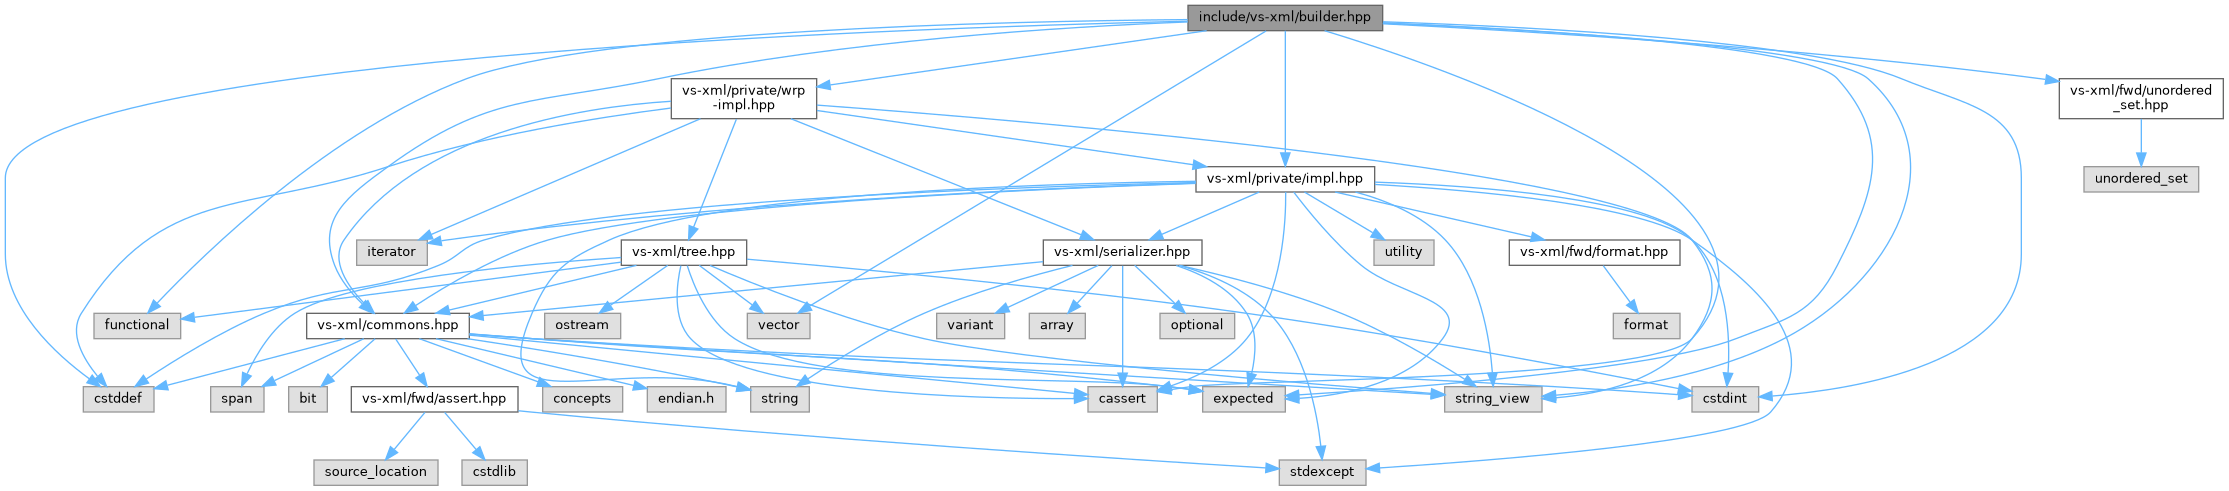 include/vs-xml/builder.hpp
vs-xml/private/wrp
-impl.hpp
vs-xml/fwd/unordered
_set.hpp
vs-xml/private/impl.hpp
unordered_set
iterator
vs-xml/tree.hpp
vs-xml/serializer.hpp
utility
vs-xml/fwd/format.hpp
functional
vs-xml/commons.hpp
ostream
vector
variant
array
optional
format
cstddef
span
bit
vs-xml/fwd/assert.hpp
concepts
endian.h
string
cassert
expected
string_view
cstdint
source_location
cstdlib
stdexcept